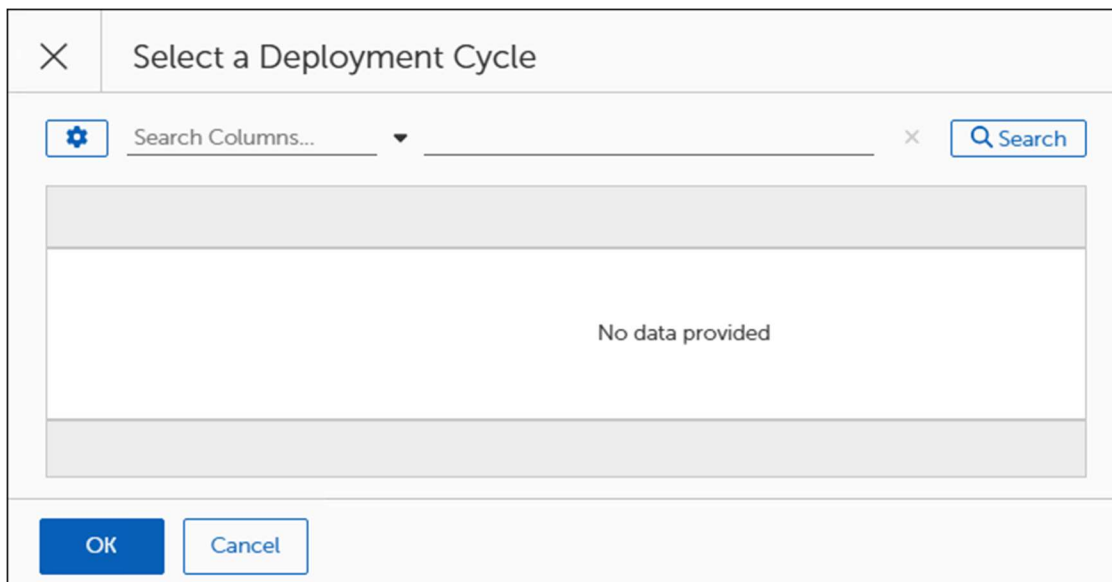 Select a Deployment Cycle
Search Columns...
Search
No data provided
OK Cancel